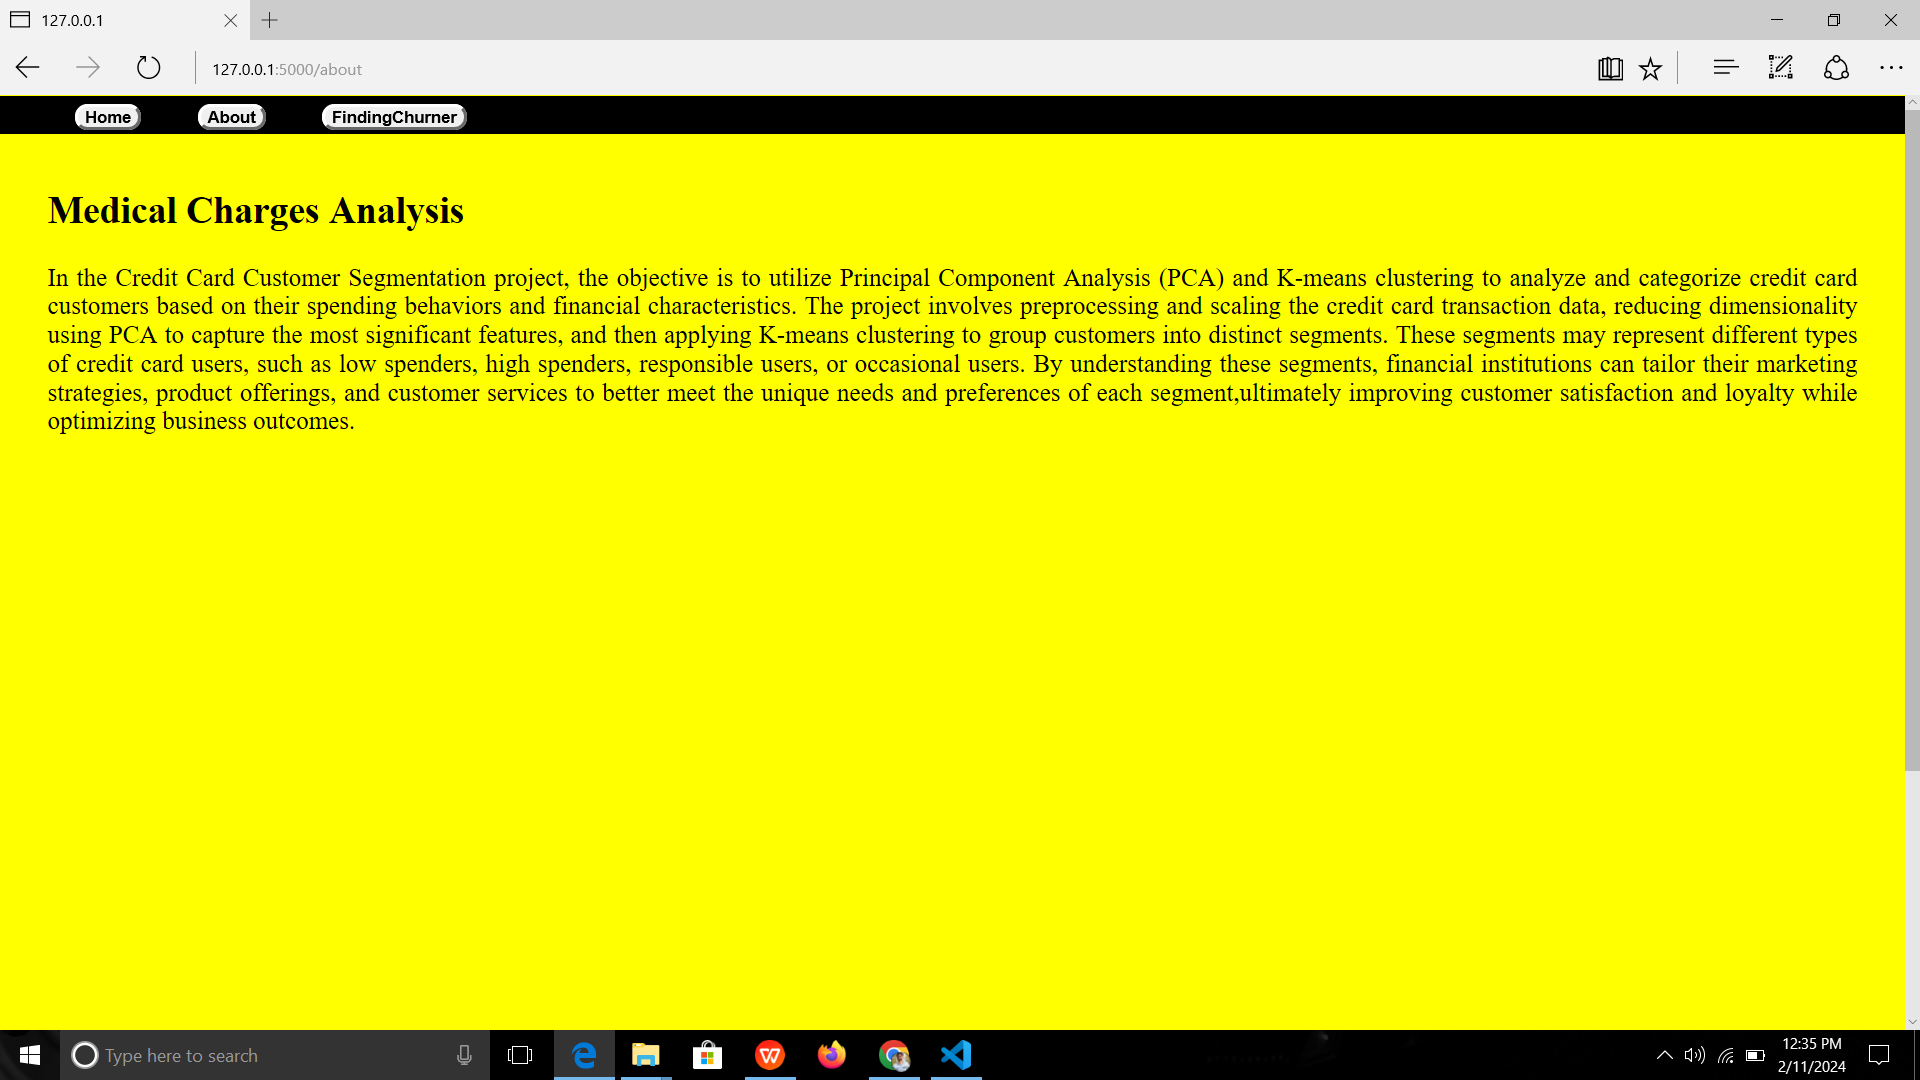 127.0.0.1
127.0.0.1:5000/about
Home About FindingChurner
Medical Charges Analysis
In the Credit Card Customer Segmentation project, the objective is to utilize Principal Component Analysis (PCA) and K-means clustering to analyze and categorize credit card
customers based on their spending behaviors and financial characteristics. The project involves preprocessing and scaling the credit card transaction data, reducing dimensionality
using PCA to capture the most significant features, and then applying K-means clustering to group customers into distinct segments. These segments may represent different types
of credit card users, such as low spenders, high spenders, responsible users, or occasional users. By understanding these segments, financial institutions can tailor their marketing
strategies, product offerings, and customer services to better meet the unique needs and preferences of each segment,ultimately improving customer satisfaction and loyalty while
optimizing business outcomes.
Type here to search
12:35 PM
2/11/2024